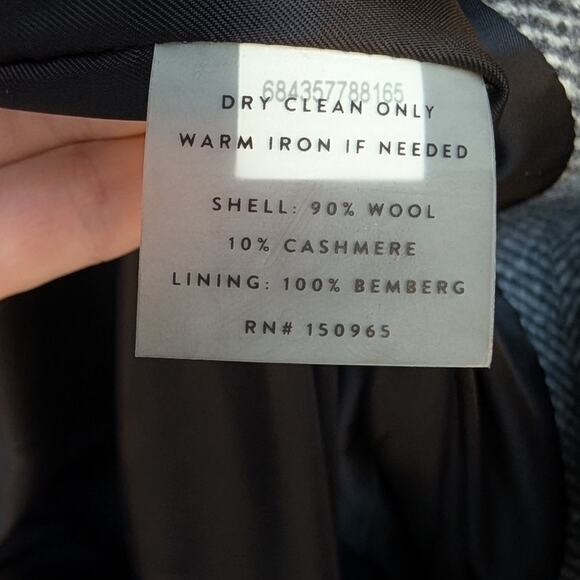 684357788165
DRY CLEAN ONLY
WARM IRON IF NEEDED
SHELL: 90% WOOL
10% CASHMERE
LINING: 100% BEMBERG
RN# 150965